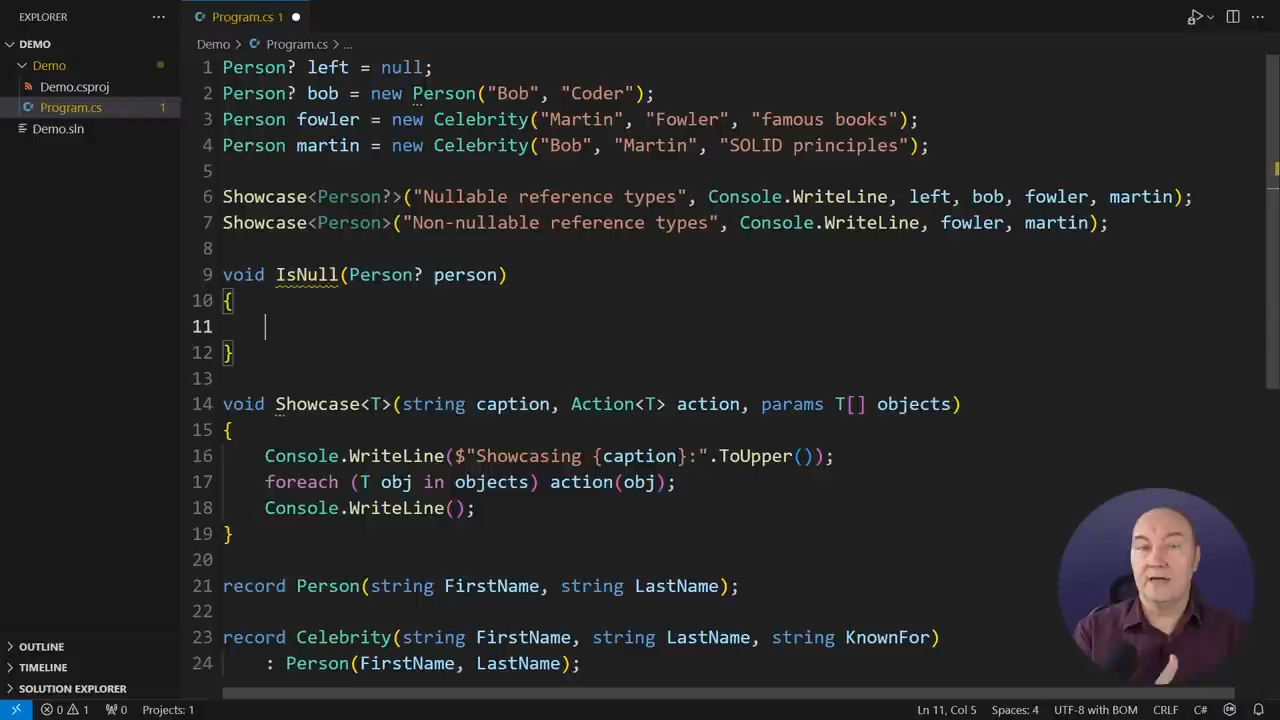 EXPLORER ...
Program.cs 1
DEMO
Demo
Demo.csproj
Program.cs 1
Demo.sln
Demo > Program.cs > ...
1 Person? left = null;
2 Person? bob = new Person("Bob", "Coder");
3 Person fowler = new Celebrity("Martin", "Fowler", "famous books");
4 Person martin = new Celebrity("Bob", "Martin", "SOLID principles");
5
6 Showcase<Person?>("Nullable reference types", Console.WriteLine, left, bob, fowler, martin);
7 Showcase<Person>("Non-nullable reference types", Console.WriteLine, fowler, martin);
8
9 void IsNull(Person? person)
10 {
11
12 }
13
14 void Showcase<T>(string caption, Action<T> action, params T[] objects)
15 {
16     Console.WriteLine($"Showcasing {caption}:".ToUpper());
17     foreach (T obj in objects) action(obj);
18     Console.WriteLine();
19 }
20
21 record Person(string FirstName, string LastName);
22
23 record Celebrity(string FirstName, string LastName, string KnownFor)
24     : Person(FirstName, LastName);
OUTLINE
TIMELINE
SOLUTION EXPLORER
0 1 0 Projects: 1 Ln 11, Col 5 Spaces: 4 UTF-8 with BOM CRLF C#